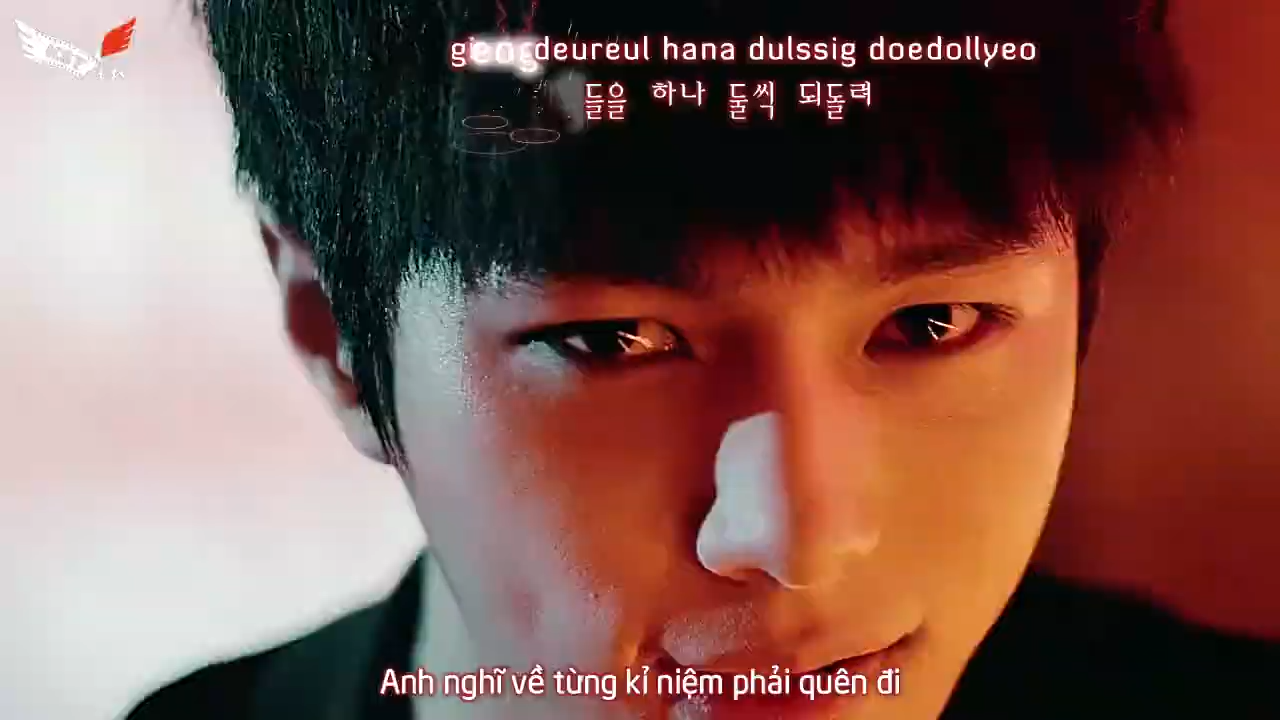 gieogdeureul hana dulssig doedollyeo
들을 하나 둘씩 되돌려
Anh nghĩ về từng kỉ niệm phải quên đi